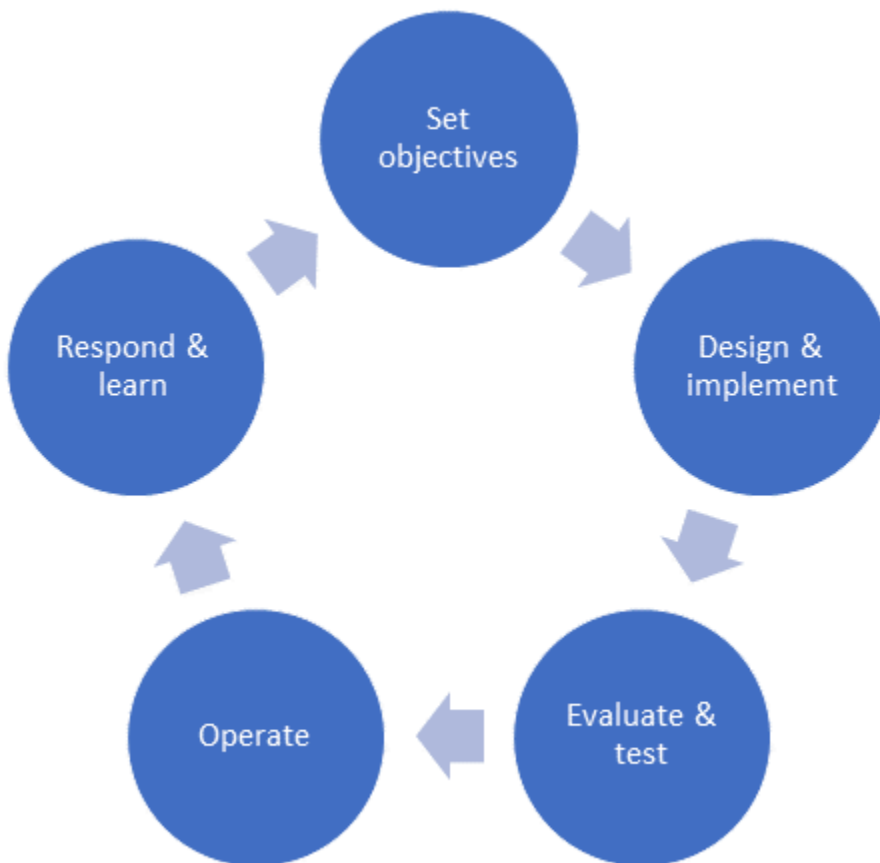 Set
objectives
Design &
implement
Evaluate &
test
Operate
Respond &
learn